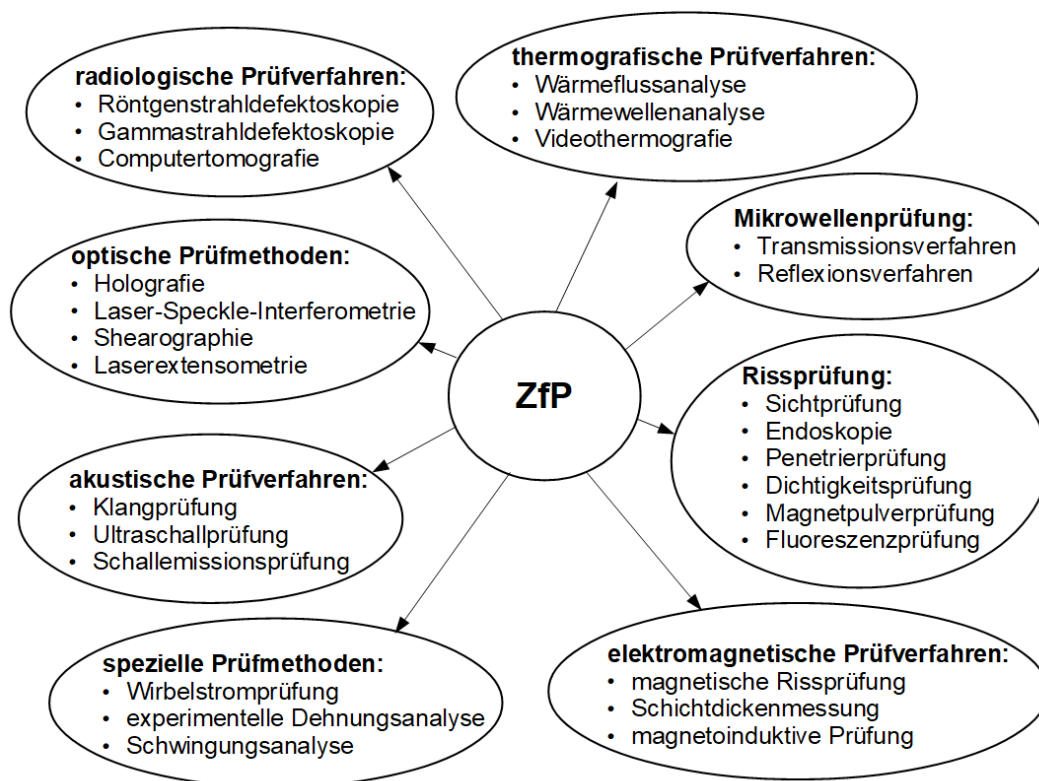 radiologische Prüfverfahren:
• Röntgenstrahldefektoskopie
• Gammastrahldefektoskopie
• Computertomografie
thermografische Prüfverfahren:
• Wärmeflussanalyse
• Wärmewellenanalyse
• Videothermografie
Mikrowellenprüfung:
• Transmissionsverfahren
• Reflexionsverfahren
optische Prüfmethoden:
• Holografie
• Laser-Speckle-Interferometrie
• Shearographie
• Laserextensometrie
ZfP
Rissprüfung:
• Sichtprüfung
• Endoskopie
• Penetrierprüfung
• Dichtigkeitsprüfung
• Magnetpulverprüfung
• Fluoreszenzprüfung
akustische Prüfverfahren:
• Klangprüfung
• Ultraschallprüfung
• Schallemissionsprüfung
spezielle Prüfmethoden:
• Wirbelstromprüfung
• experimentelle Dehnungsanalyse
• Schwingungsanalyse
elektromagnetische Prüfverfahren:
• magnetische Rissprüfung
• Schichtdickenmessung
• magnetoinduktive Prüfung